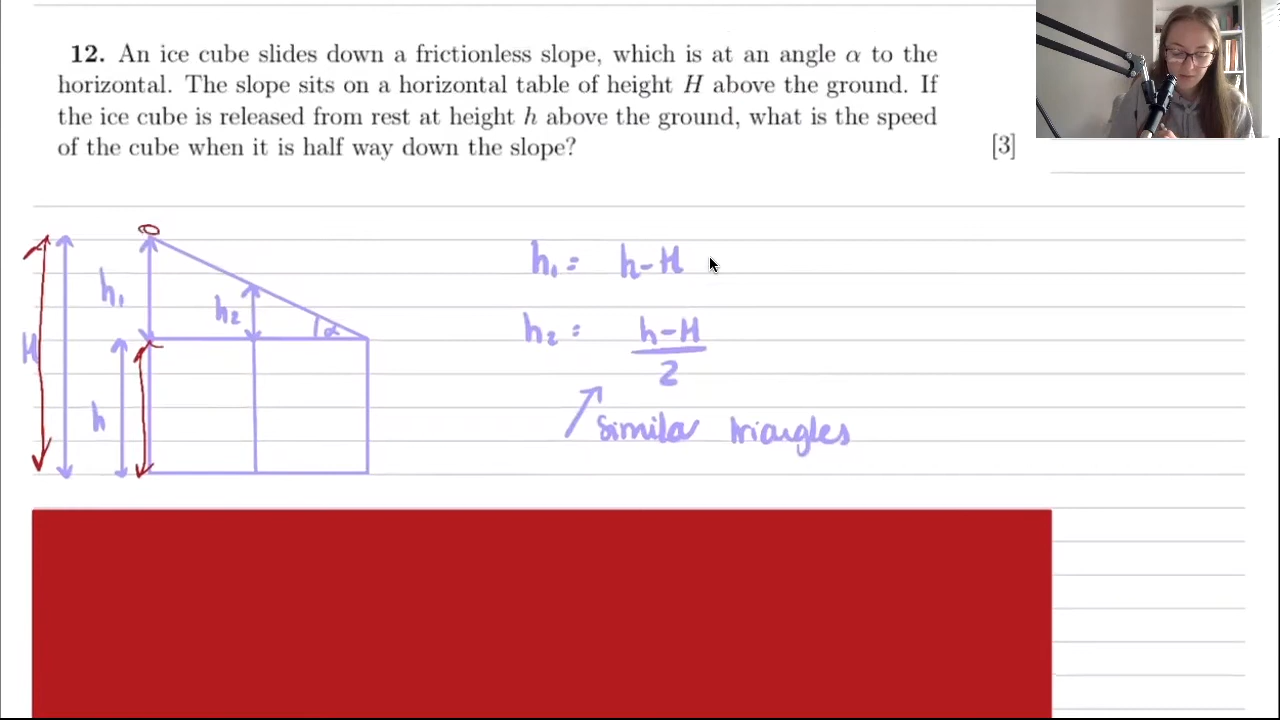 12. An ice cube slides down a frictionless slope, which is at an angle α to the
horizontal. The slope sits on a horizontal table of height H above the ground. If
the ice cube is released from rest at height h above the ground, what is the speed
of the cube when it is half way down the slope?
[3]
h₁ = h-H
h₁
h₂
α
h₂ = h-H
2
H
h
similar triangles